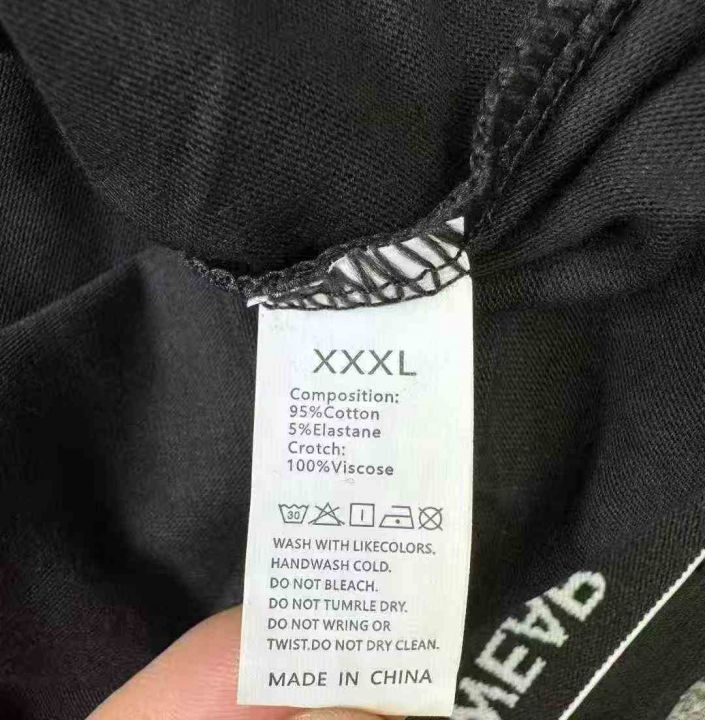 XXXL
Composition:
95%Cotton
5%Elastane
Crotch:
100%Viscose
30
WASH WITH LIKECOLORS,
HANDWASH COLD.
DO NOT BLEACH.
DO NOT TUMRLE DRY.
DO NOT WRING OR
TWIST.DO NOT DRY CLEAN.
MADE IN CHINA